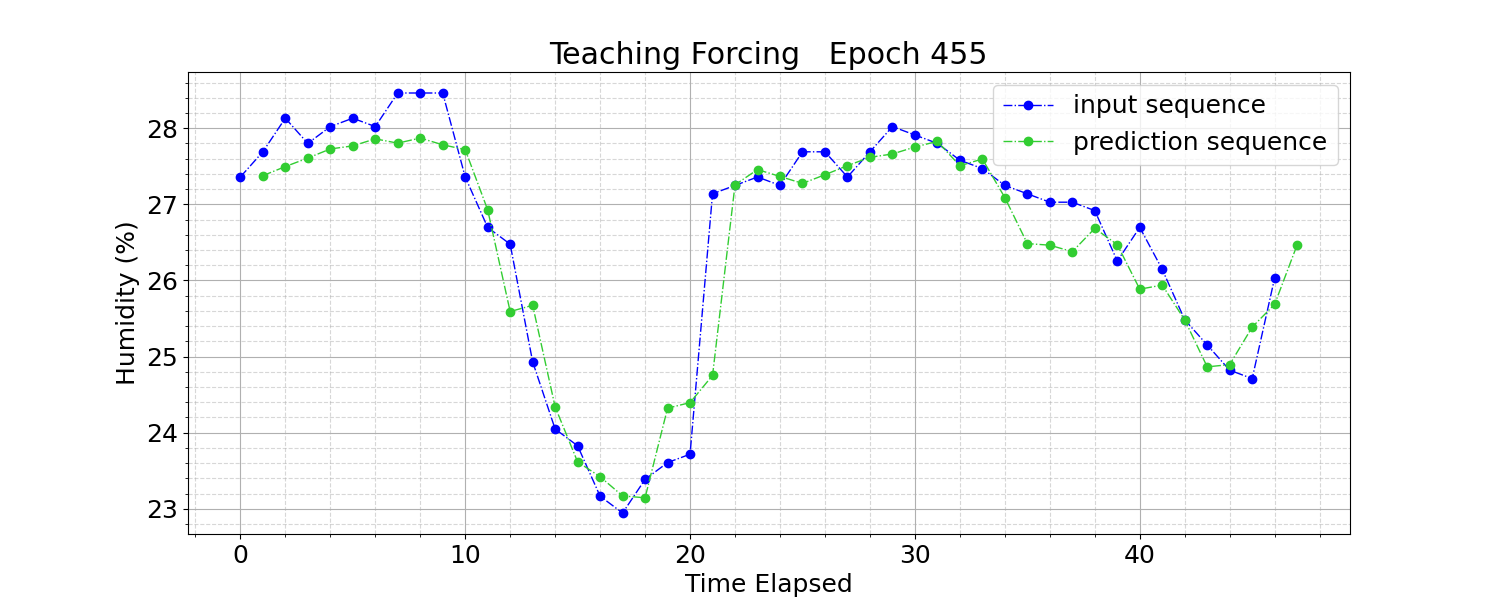 Teaching Forcing   Epoch 455
input sequence
prediction sequence
Humidity (%)
28
27
26
25
24
23
0 10 20 30 40
Time Elapsed